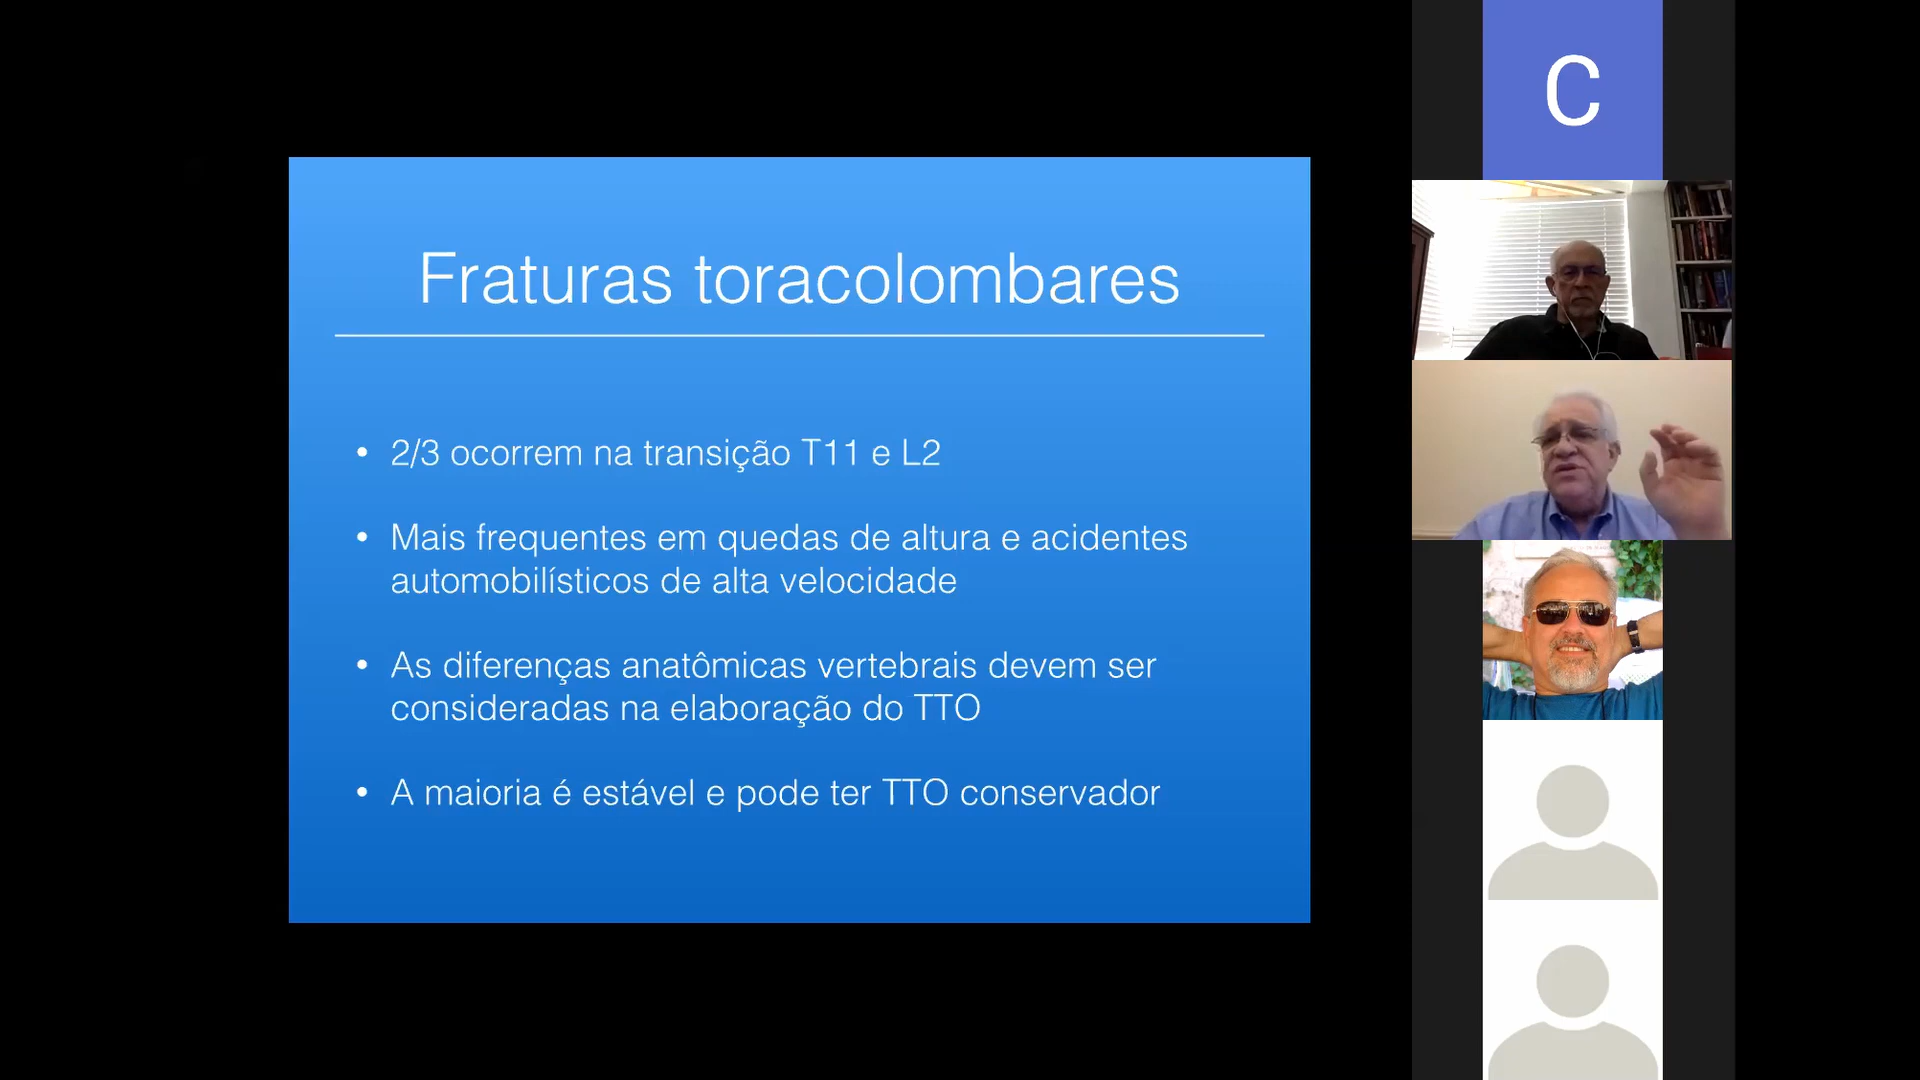 C
Fraturas toracolombares
• 2/3 ocorrem na transição T11 e L2
• Mais frequentes em quedas de altura e acidentes
automobilísticos de alta velocidade
• As diferenças anatômicas vertebrais devem ser
consideradas na elaboração do TTO
• A maioria é estável e pode ter TTO conservador